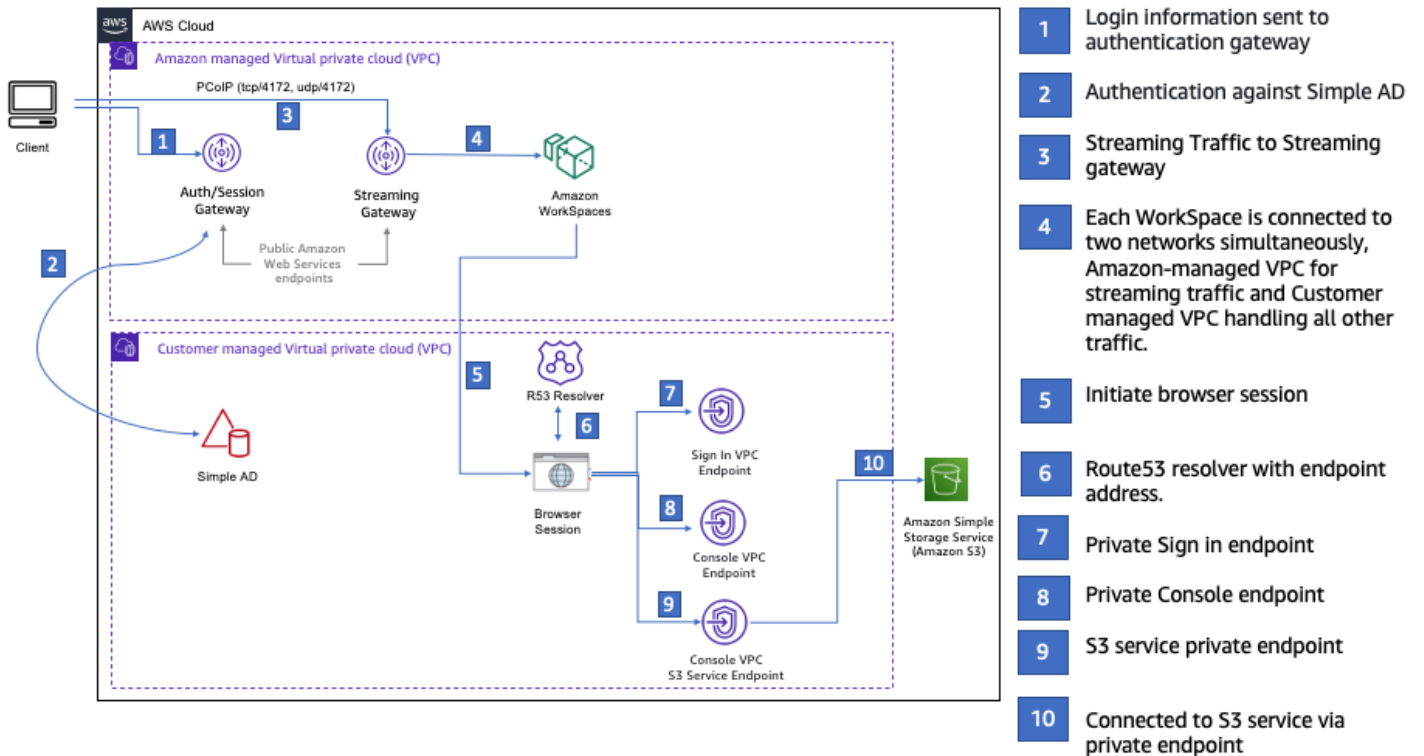 aws
AWS Cloud
Amazon managed Virtual private cloud (VPC)
PCoIP (tcp/4172, udp/4172)
3
1
4
Client
Auth/Session
Gateway
Streaming
Gateway
Amazon
WorkSpaces
Public Amazon
Web Services
endpoints
2
Customer managed Virtual private cloud (VPC)
5
R53 Resolver
7
6
Sign In VPC
Endpoint
Simple AD
10
Browser
Session
8
Console VPC
Endpoint
Amazon Simple
Storage Service
(Amazon S3)
9
Console VPC
S3 Service Endpoint
1
Login information sent to
authentication gateway
2
Authentication against Simple AD
3
Streaming Traffic to Streaming
gateway
4
Each WorkSpace is connected to
two networks simultaneously,
Amazon-managed VPC for
streaming traffic and Customer
managed VPC handling all other
traffic.
5
Initiate browser session
6
Route53 resolver with endpoint
address.
7
Private Sign in endpoint
8
Private Console endpoint
9
S3 service private endpoint
10
Connected to S3 service via
private endpoint